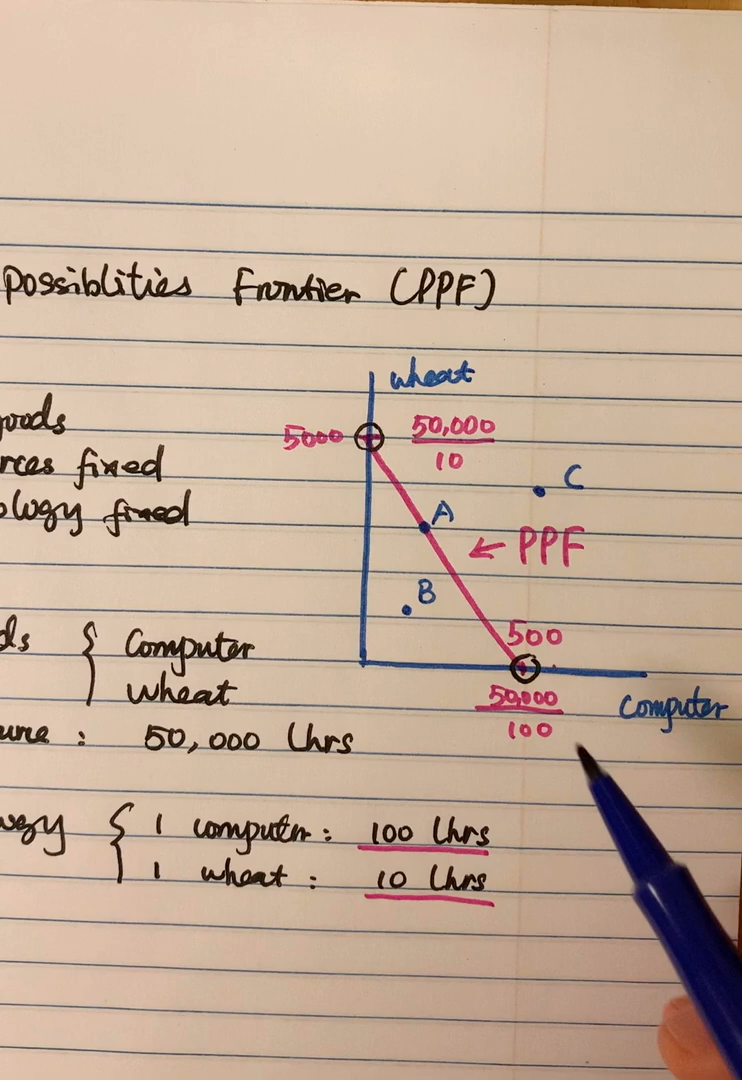 possiblities Frontier (PPF)
wheat
goods
5000
50,000
10
rces fixed
C
ology fixed
A
← PPF
B
500
ds { Computer
wheat
50,000
100
Computer
ure : 50,000 Lhrs
ogy { 1 computer : 100 Lhrs
1 wheat : 10 Lhrs